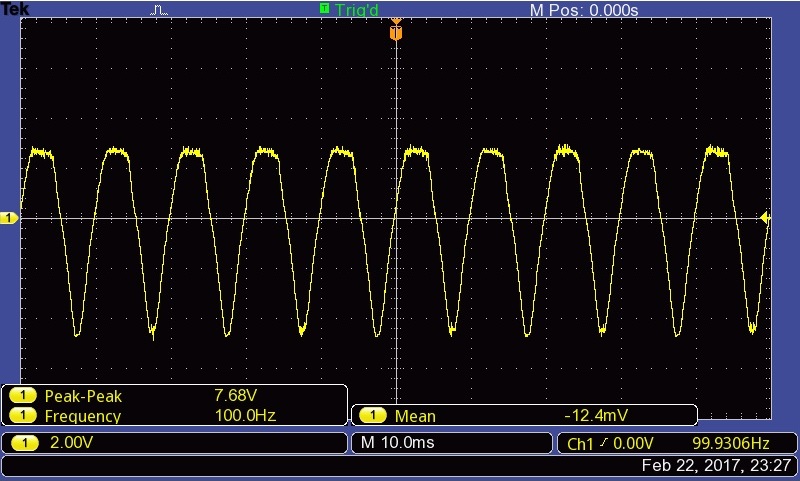 Tek T Trig'd M Pos: 0.000s
T
1
1 Peak-Peak 7.68V
1 Frequency 100.0Hz 1 Mean -12.4mV
1 2.00V M 10.0ms Ch1 / 0.00V 99.9306Hz
Feb 22, 2017, 23:27